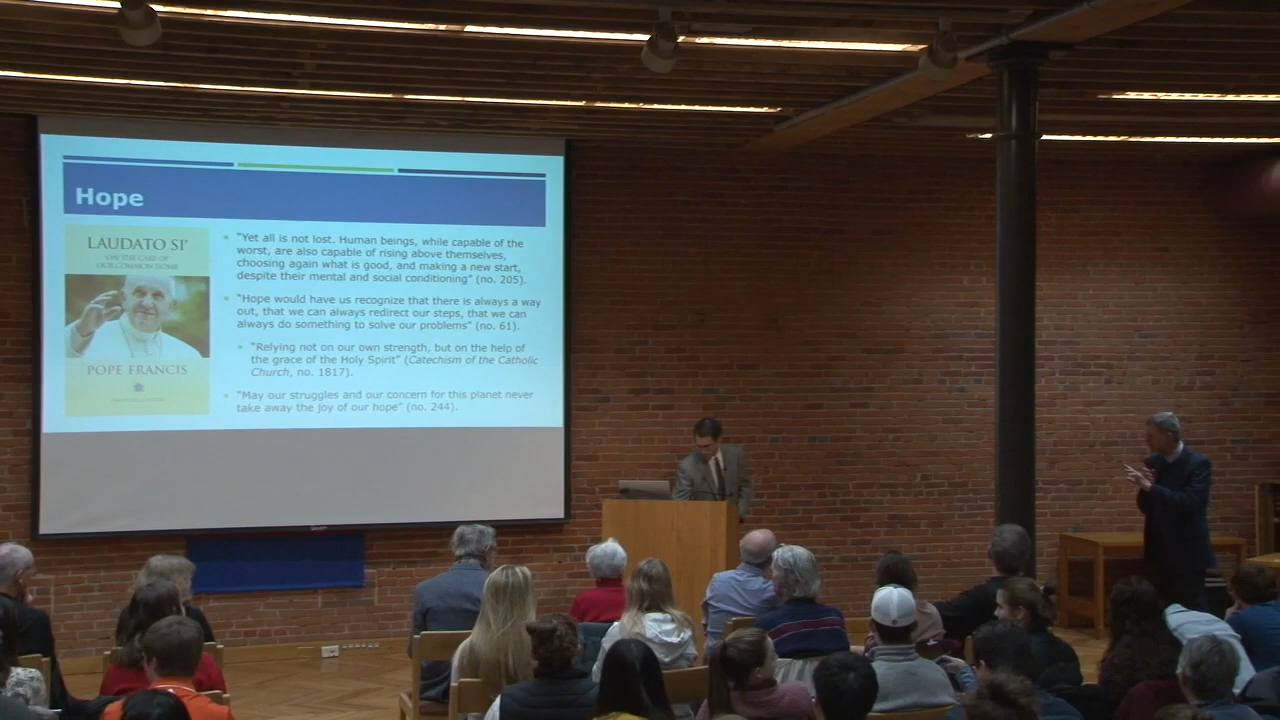 Hope
LAUDATO SI'
ON THE CARE OF
OUR COMMON HOME
POPE FRANCIS
"Yet all is not lost. Human beings, while capable of the
worst, are also capable of rising above themselves,
choosing again what is good, and making a new start,
despite their mental and social conditioning" (no. 205).
"Hope would have us recognize that there is always a way
out, that we can always redirect our steps, that we can
always do something to solve our problems" (no. 61).
"Relying not on our own strength, but on the help of
the grace of the Holy Spirit" (Catechism of the Catholic
Church, no. 1817).
"May our struggles and our concern for this planet never
take away the joy of our hope" (no. 244).